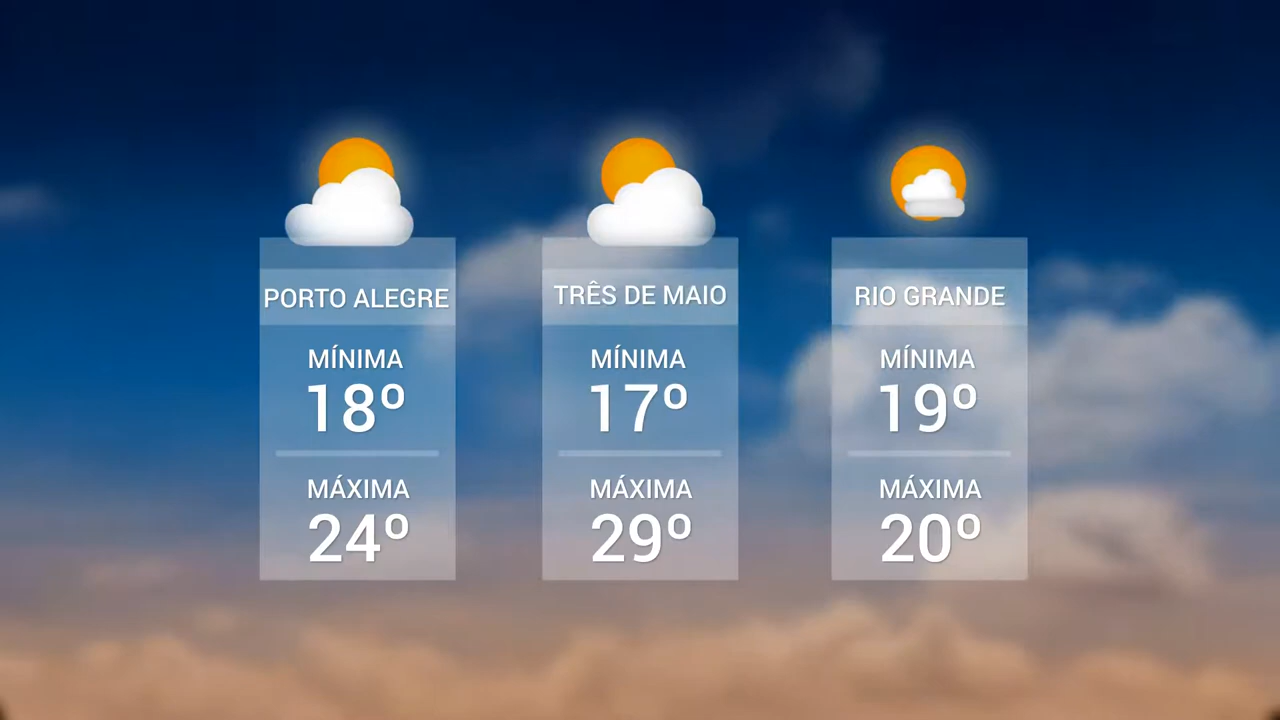 PORTO ALEGRE
MÍNIMA
18º
MÁXIMA
24º
TRÊS DE MAIO
MÍNIMA
17º
MÁXIMA
29º
RIO GRANDE
MÍNIMA
19º
MÁXIMA
20º